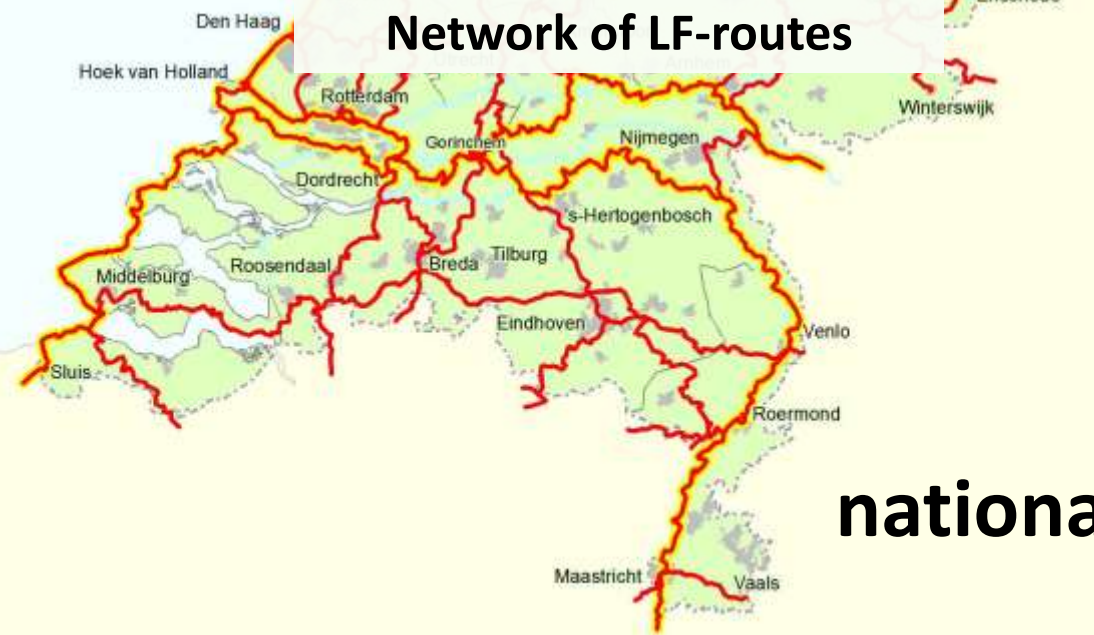 Den Haag
Network of LF-routes
Hoek van Holland
Rotterdam
Winterswijk
Gorinchem
Nijmegen
Dordrecht
's-Hertogenbosch
Tilburg
Breda
Roosendaal
Middelburg
Eindhoven
Venlo
Sluis
Roermond
nationa
Maastricht
Vaals